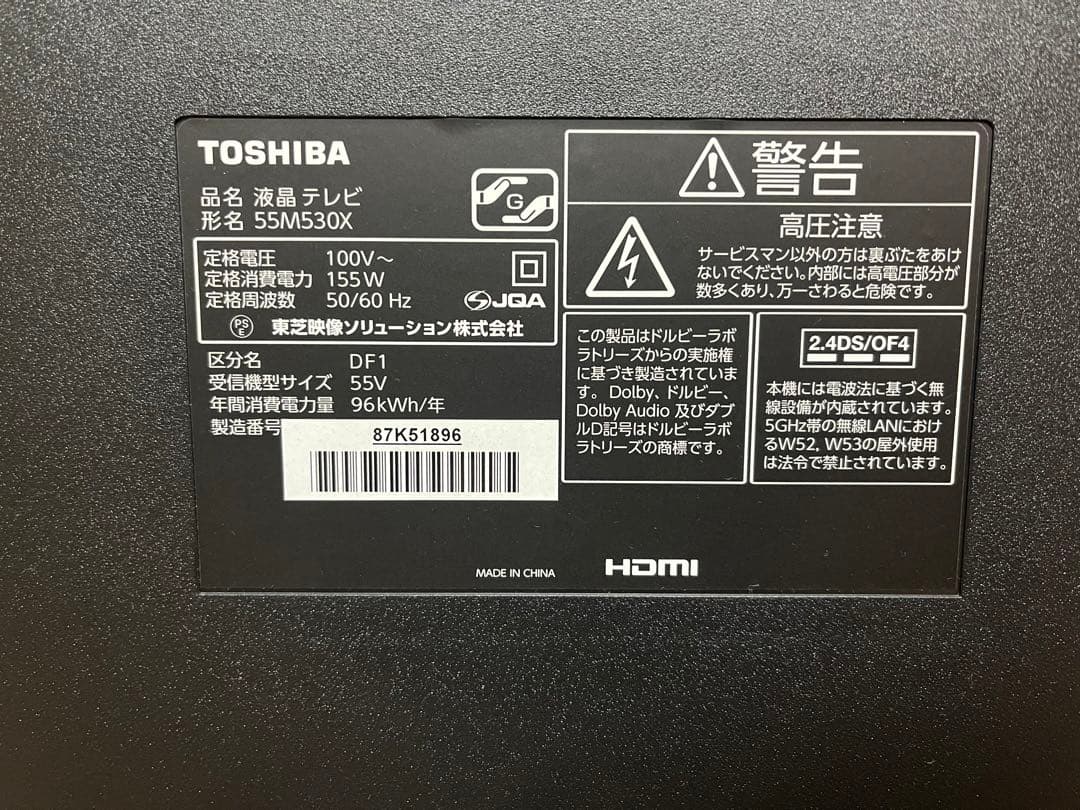 TOSHIBA
品名 液晶テレビ
形名 55M530X
G
定格電圧 100V～
定格消費電力 155W
定格周波数 50/60 Hz
JQA
PS
E
東芝映像ソリューション株式会社
区分名 DF1
受信機型サイズ 55V
年間消費電力量 96kWh/年
製造番号
87K51896
MADE IN CHINA
警告
高圧注意
サービスマン以外の方は裏ぶたをあけ
ないでください。内部には高電圧部分が
数多くあり、万一さわると危険です。
この製品はドルビーラボ
ラトリーズからの実施権
に基づき製造されていま
す。Dolby、ドルビー、
Dolby Audio 及びダブ
ルD記号はドルビーラボ
ラトリーズの商標です。
2.4DS/OF4
本機には電波法に基づく無
線設備が内蔵されています。
5GHz帯の無線LANにおけ
るW52, W53の屋外使用
は法令で禁止されています。
HDMI